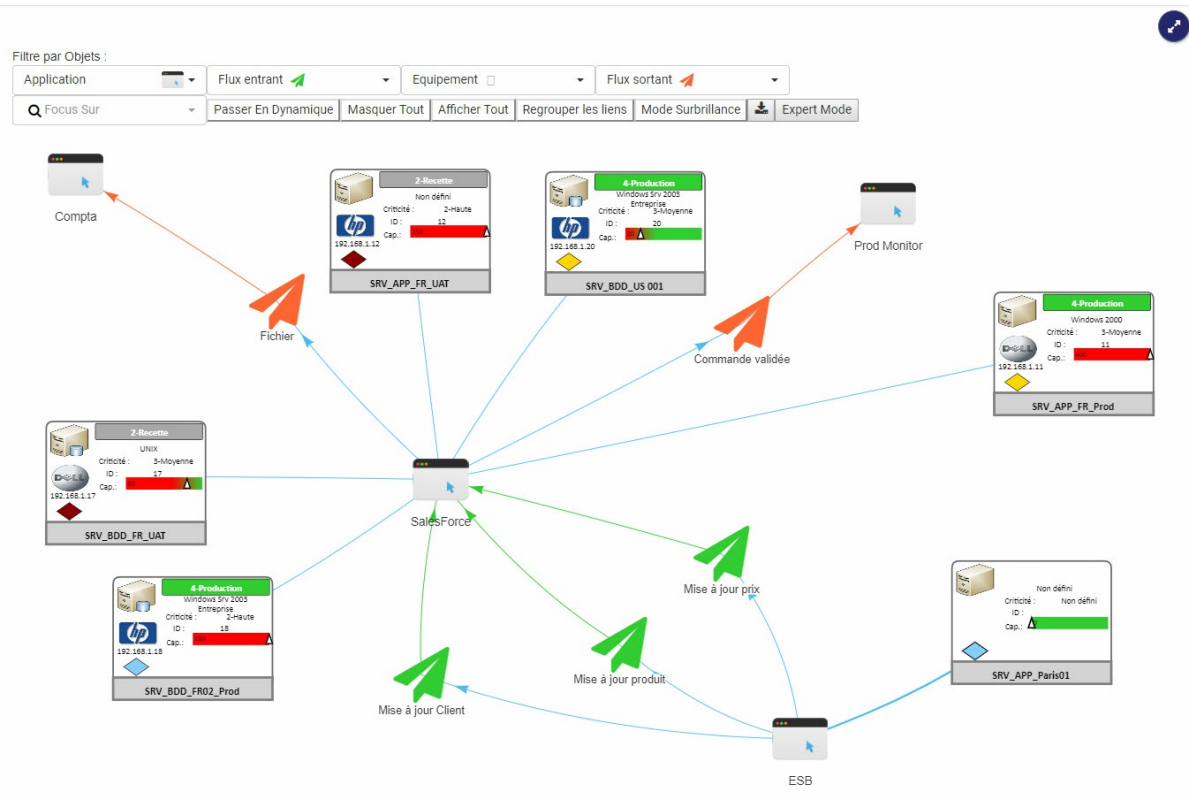 Filtre par Objets :
Application
Flux entrant
Equipement
Flux sortant
Focus Sur
Passer En Dynamique
Masquer Tout
Afficher Tout
Regrouper les liens
Mode Surbrillance
Expert Mode
Compta
2-Recette
Non défini
Criticité : 2-Haute
ID : 12
Cap.:
hp
192.168.1.12
SRV_APP_FR_UAT
4-Production
Windows Srv 2003
Entreprise
Criticité : 3-Moyenne
ID : 20
Cap.: 20
hp
192.168.1.20
SRV_BDD_US 001
Prod Monitor
Fichier
Commande validée
4-Production
Windows 2000
Criticité : 3-Moyenne
ID : 11
Cap.:
DELL
192.168.1.11
SRV_APP_FR_Prod
2-Recette
UNIX
Criticité : 3-Moyenne
ID : 17
Cap.:
DELL
192.168.1.17
SRV_BDD_FR_UAT
SalesForce
4-Production
Windows Srv 2003
Entreprise
Criticité : 2-Haute
ID : 18
Cap.:
hp
192.168.1.18
SRV_BDD_FR02_Prod
Mise à jour prix
Mise à jour produit
Mise à jour Client
Non défini
Criticité : Non défini
ID :
Cap.:
SRV_APP_Paris01
ESB